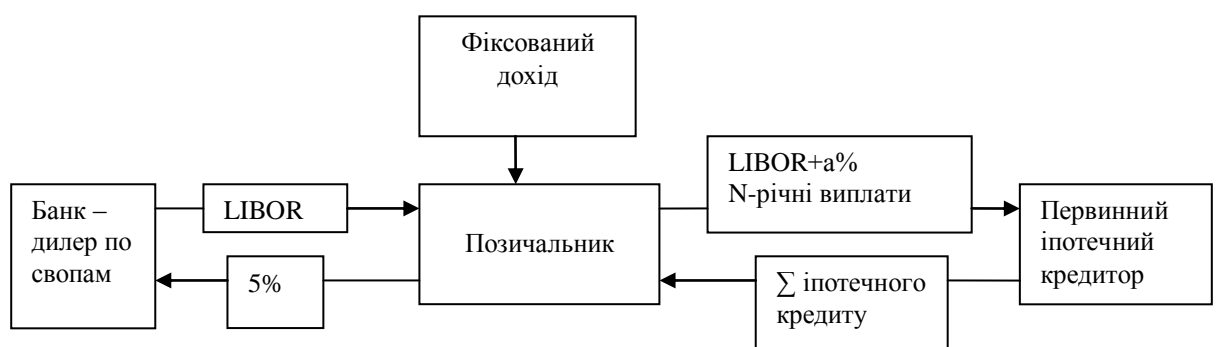 Фіксований
дохід
Банк –
дилер по
свопам
LIBOR
5%
Позичальник
LIBOR+a%
N-річні виплати
∑ іпотечного
кредиту
Первинний
іпотечний
кредитор